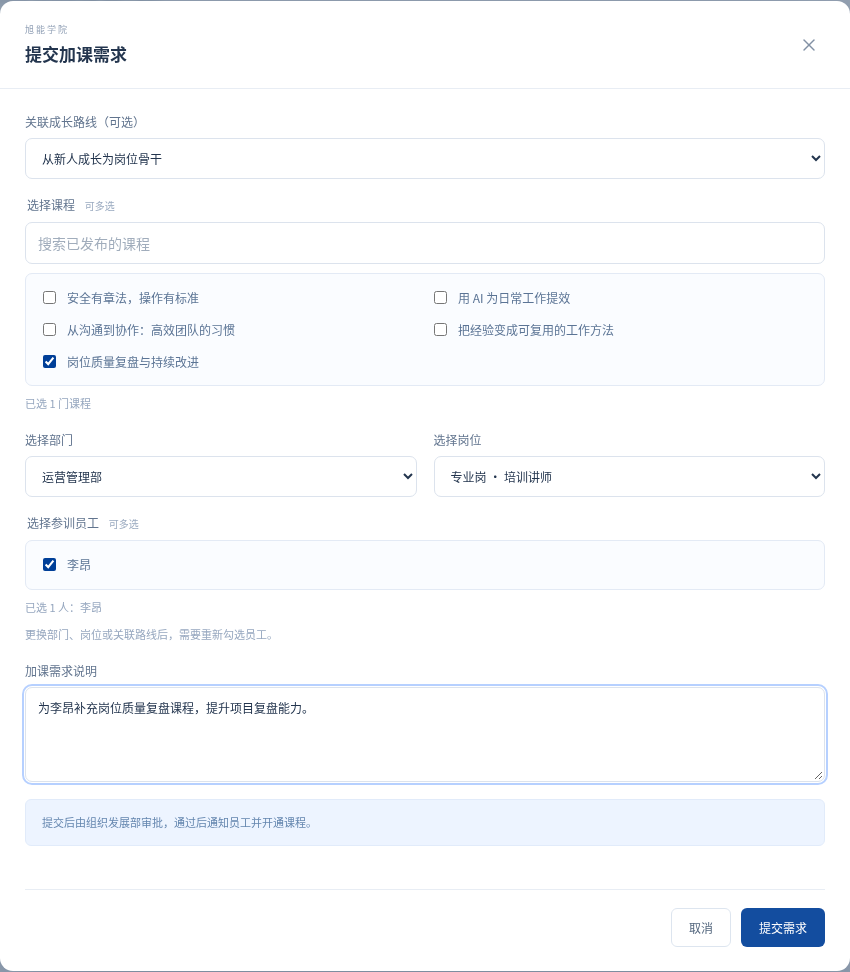 旭能学院
提交加课需求
关联成长路线（可选）
从新人成长为岗位骨干
选择课程 可多选
搜索已发布的课程
安全有章法，操作有标准
用 AI 为日常工作提效
从沟通到协作：高效团队的习惯
把经验变成可复用的工作方法
岗位质量复盘与持续改进
已选 1 门课程
选择部门
选择岗位
运营管理部
专业岗 · 培训讲师
选择参训员工 可多选
李昂
已选 1 人：李昂
更换部门、岗位或关联路线后，需要重新勾选员工。
加课需求说明
为李昂补充岗位质量复盘课程，提升项目复盘能力。
提交后由组织发展部审批，通过后通知员工并开通课程。
取消
提交需求